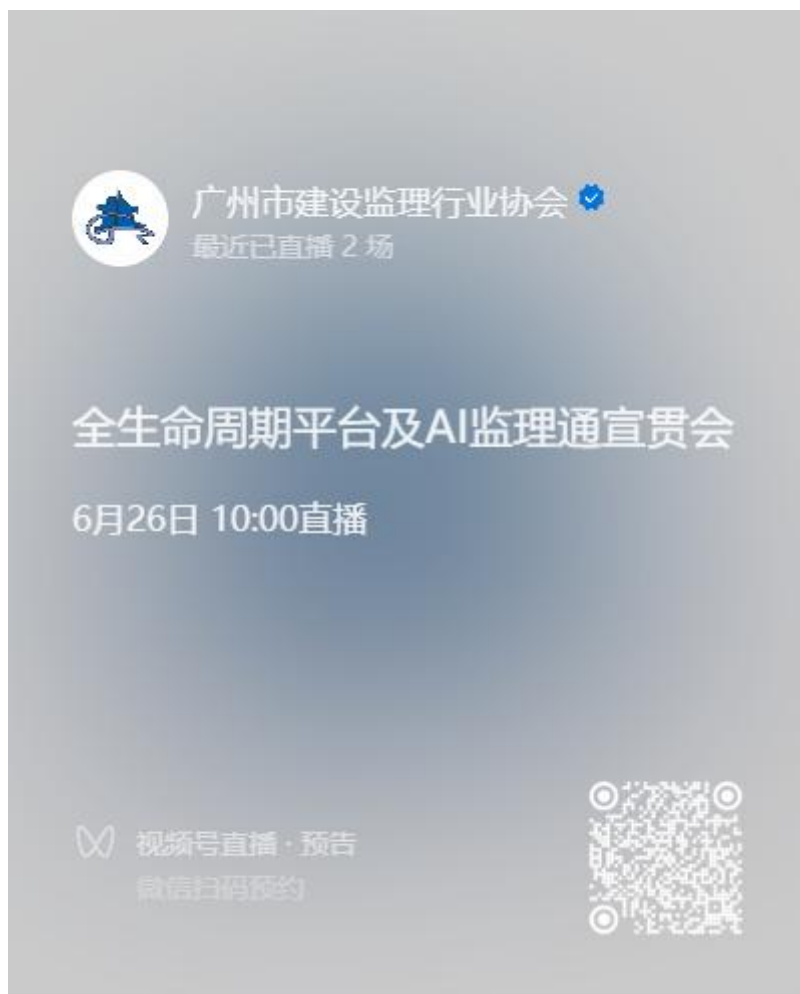 广州市建设监理行业协会
最近已直播 2 场
全生命周期平台及AI监理通宣贯会
6月26日 10:00直播
视频号直播 · 预告
微信扫码预约